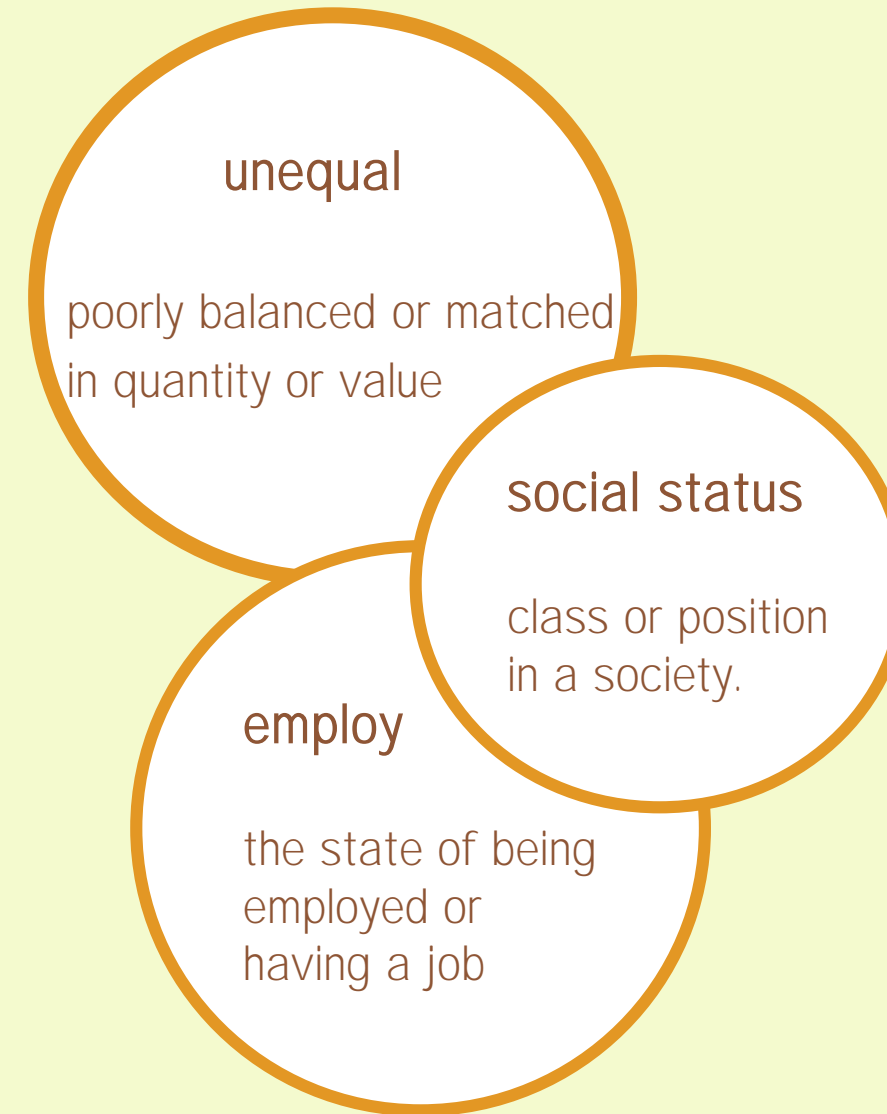 unequal
poorly balanced or matched
in quantity or value
social status
class or position
in a society.
employ
the state of being
employed or
having a job